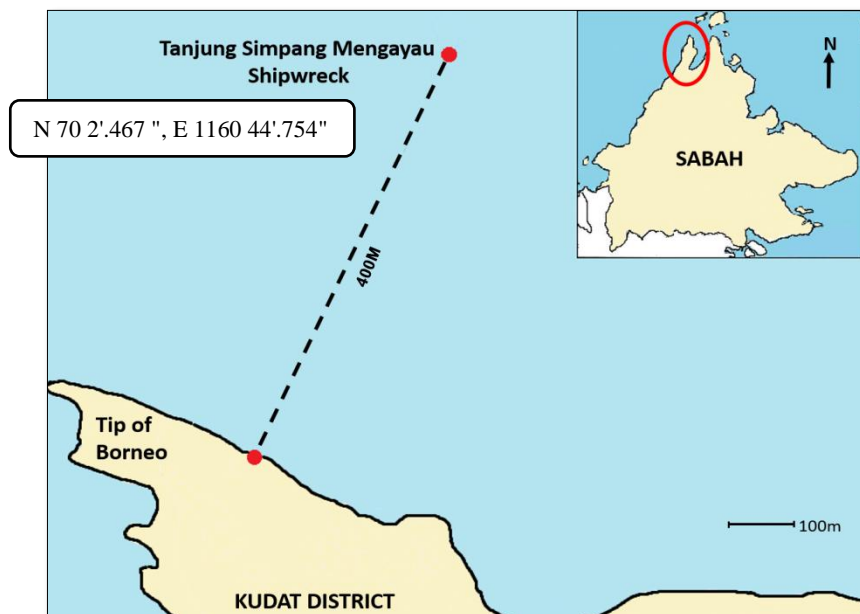 Tanjung Simpang Mengayau
Shipwreck
N 70 2'.467 ", E 1160 44'.754"
N
SABAH
400M
Tip of
Borneo
100m
KUDAT DISTRICT